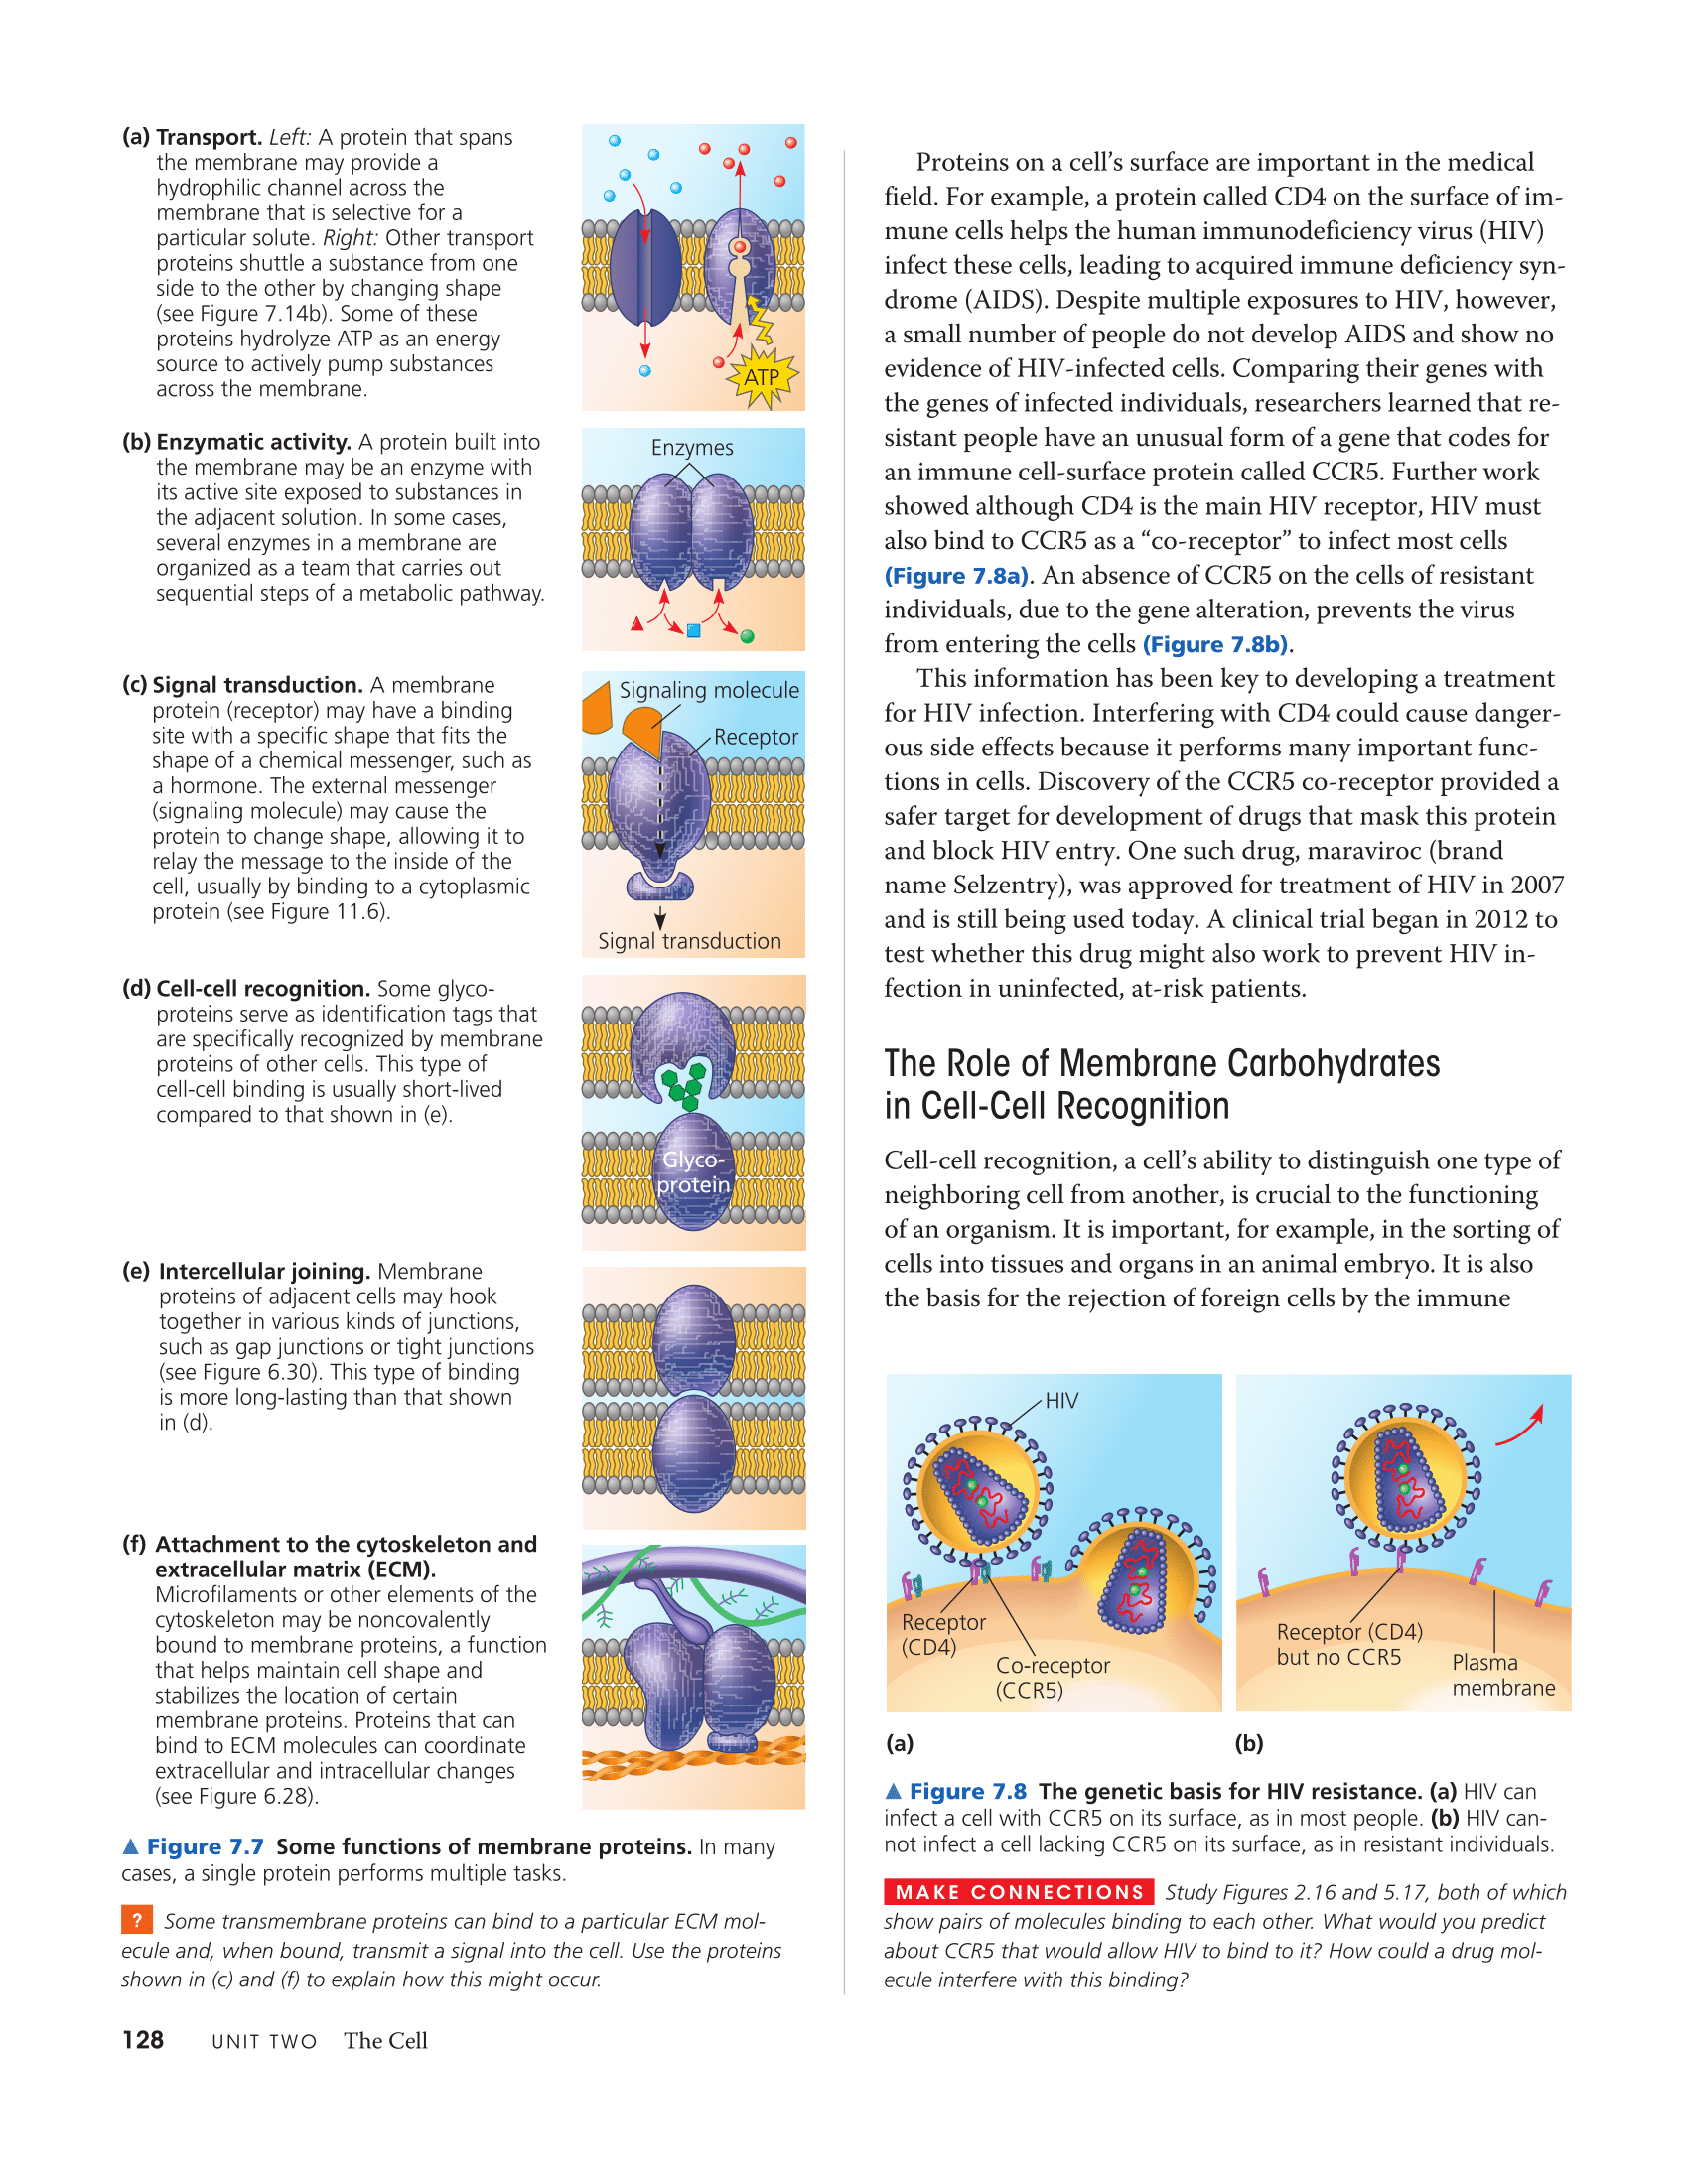 (a) Transport. Left: A protein that spans
the membrane may provide a
hydrophilic channel across the
membrane that is selective for a
particular solute. Right: Other transport
proteins shuttle a substance from one
side to the other by changing shape
(see Figure 7.14b). Some of these
proteins hydrolyze ATP as an energy
source to actively pump substances
across the membrane.
ATP
(b) Enzymatic activity. A protein built into
the membrane may be an enzyme with
its active site exposed to substances in
the adjacent solution. In some cases,
several enzymes in a membrane are
organized as a team that carries out
sequential steps of a metabolic pathway.
Enzymes
(c) Signal transduction. A membrane
protein (receptor) may have a binding
site with a specific shape that fits the
shape of a chemical messenger, such as
a hormone. The external messenger
(signaling molecule) may cause the
protein to change shape, allowing it to
relay the message to the inside of the
cell, usually by binding to a cytoplasmic
protein (see Figure 11.6).
Signaling molecule
Receptor
Signal transduction
(d) Cell-cell recognition. Some glyco-
proteins serve as identification tags that
are specifically recognized by membrane
proteins of other cells. This type of
cell-cell binding is usually short-lived
compared to that shown in (e).
Glyco-
protein
(e) Intercellular joining. Membrane
proteins of adjacent cells may hook
together in various kinds of junctions,
such as gap junctions or tight junctions
(see Figure 6.30). This type of binding
is more long-lasting than that shown
in (d).
(f) Attachment to the cytoskeleton and
extracellular matrix (ECM).
Microfilaments or other elements of the
cytoskeleton may be noncovalently
bound to membrane proteins, a function
that helps maintain cell shape and
stabilizes the location of certain
membrane proteins. Proteins that can
bind to ECM molecules can coordinate
extracellular and intracellular changes
(see Figure 6.28).
▲ Figure 7.7 Some functions of membrane proteins. In many
cases, a single protein performs multiple tasks.
? Some transmembrane proteins can bind to a particular ECM mol-
ecule and, when bound, transmit a signal into the cell. Use the proteins
shown in (c) and (f) to explain how this might occur.
Proteins on a cell's surface are important in the medical
field. For example, a protein called CD4 on the surface of im-
mune cells helps the human immunodeficiency virus (HIV)
infect these cells, leading to acquired immune deficiency syn-
drome (AIDS). Despite multiple exposures to HIV, however,
a small number of people do not develop AIDS and show no
evidence of HIV-infected cells. Comparing their genes with
the genes of infected individuals, researchers learned that re-
sistant people have an unusual form of a gene that codes for
an immune cell-surface protein called CCR5. Further work
showed although CD4 is the main HIV receptor, HIV must
also bind to CCR5 as a “co-receptor” to infect most cells
(Figure 7.8a). An absence of CCR5 on the cells of resistant
individuals, due to the gene alteration, prevents the virus
from entering the cells (Figure 7.8b).
This information has been key to developing a treatment
for HIV infection. Interfering with CD4 could cause danger-
ous side effects because it performs many important func-
tions in cells. Discovery of the CCR5 co-receptor provided a
safer target for development of drugs that mask this protein
and block HIV entry. One such drug, maraviroc (brand
name Selzentry), was approved for treatment of HIV in 2007
and is still being used today. A clinical trial began in 2012 to
test whether this drug might also work to prevent HIV in-
fection in uninfected, at-risk patients.
The Role of Membrane Carbohydrates
in Cell-Cell Recognition
Cell-cell recognition, a cell's ability to distinguish one type of
neighboring cell from another, is crucial to the functioning
of an organism. It is important, for example, in the sorting of
cells into tissues and organs in an animal embryo. It is also
the basis for the rejection of foreign cells by the immune
HIV
Receptor
(CD4)
Co-receptor
(CCR5)
Receptor (CD4)
but no CCR5
Plasma
membrane
(a)
(b)
▲ Figure 7.8 The genetic basis for HIV resistance. (a) HIV can
infect a cell with CCR5 on its surface, as in most people. (b) HIV can-
not infect a cell lacking CCR5 on its surface, as in resistant individuals.
MAKE CONNECTIONS Study Figures 2.16 and 5.17, both of which
show pairs of molecules binding to each other. What would you predict
about CCR5 that would allow HIV to bind to it? How could a drug mol-
ecule interfere with this binding?
128 UNIT TWO The Cell